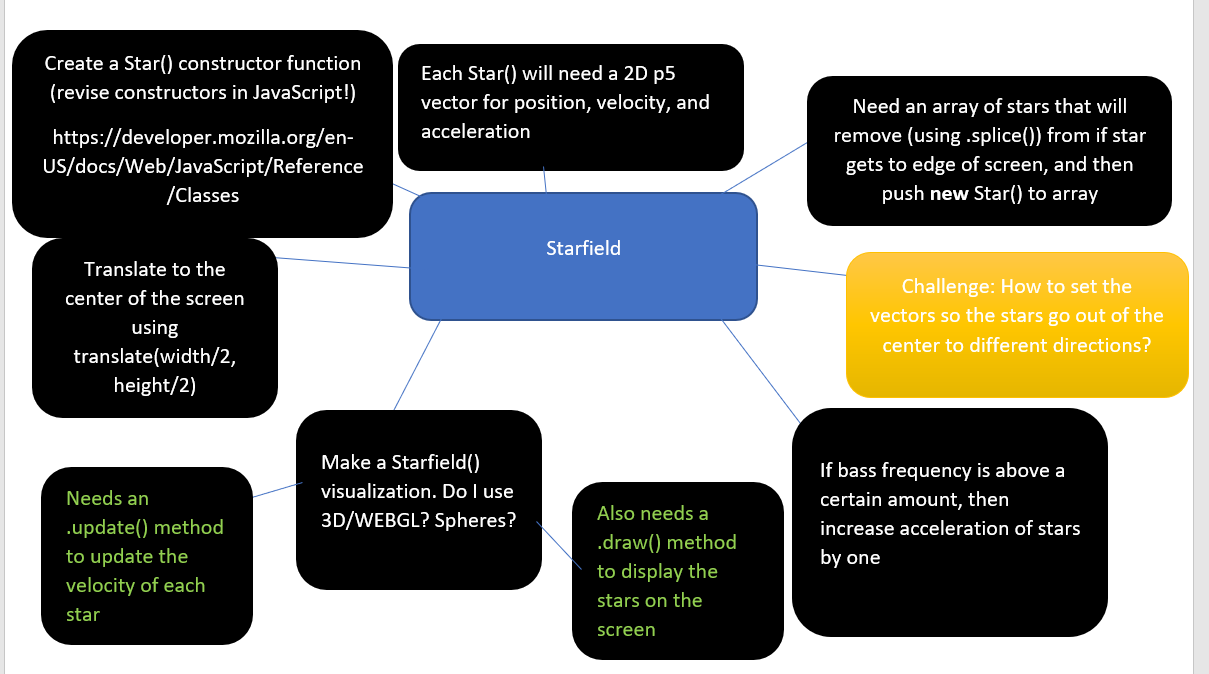 Create a Star() constructor function
(revise constructors in JavaScript!)
https://developer.mozilla.org/en-
US/docs/Web/JavaScript/Reference
/Classes
Each Star() will need a 2D p5
vector for position, velocity, and
acceleration
Need an array of stars that will
remove (using .splice()) from if star
gets to edge of screen, and then
push new Star() to array
Starfield
Translate to the
center of the screen
using
translate(width/2,
height/2)
Challenge: How to set the
vectors so the stars go out of the
center to different directions?
Make a Starfield()
visualization. Do I use
3D/WEBGL? Spheres?
If bass frequency is above a
certain amount, then
increase acceleration of stars
by one
Needs an
.update() method
to update the
velocity of each
star
Also needs a
.draw() method
to display the
stars on the
screen